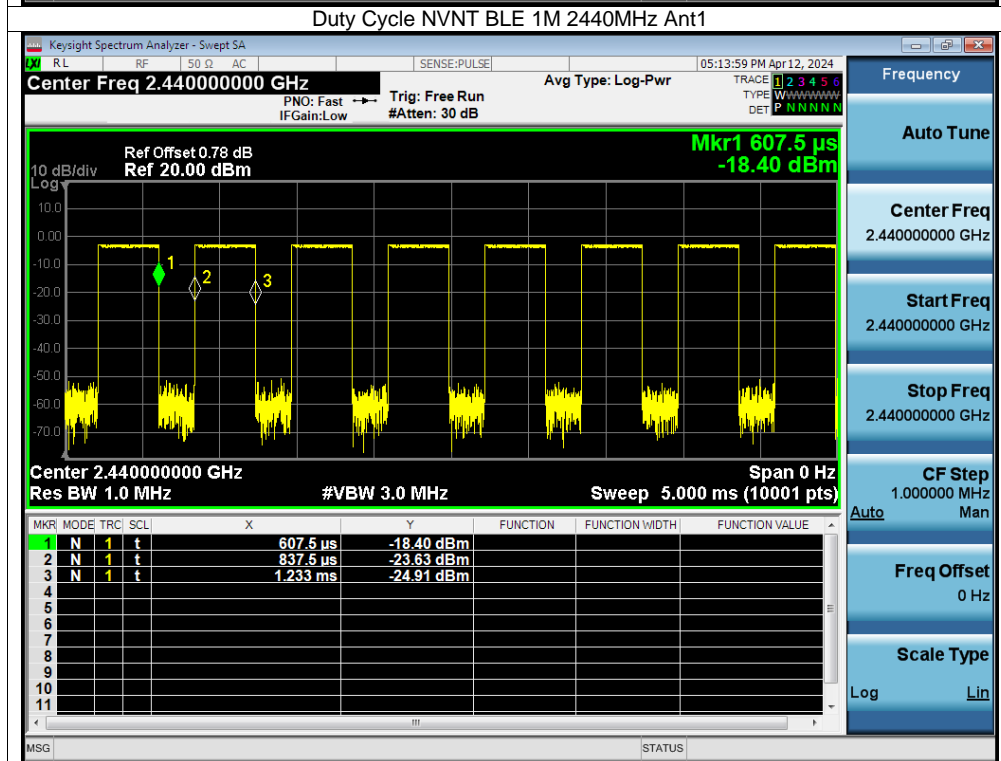 Duty Cycle NVNT BLE 1M 2440MHz Ant1
Keysight Spectrum Analyzer - Swept SA
LXI RL RF 50 Ω AC SENSE:PULSE 05:13:59 PM Apr 12, 2024
Center Freq 2.440000000 GHz
PNO: Fast
IFGain:Low
Trig: Free Run
#Atten: 30 dB
Avg Type: Log-Pwr
TRACE 1 2 3 4 5 6
TYPE WWWWWW
DET P N N N N N
Frequency
Mkr1 607.5 µs
-18.40 dBm
Ref Offset 0.78 dB
10 dB/div Ref 20.00 dBm
Log
10.0
0.00
-10.0
-20.0
-30.0
-40.0
-50.0
-60.0
-70.0
1
2
3
Center 2.440000000 GHz Span 0 Hz
Res BW 1.0 MHz #VBW 3.0 MHz Sweep 5.000 ms (10001 pts)
MKR MODE TRC SCL X Y FUNCTION FUNCTION WIDTH FUNCTION VALUE
1 N 1 t 607.5 µs -18.40 dBm
2 N 1 t 837.5 µs -23.63 dBm
3 N 1 t 1.233 ms -24.91 dBm
4
5
6
7
8
9
10
11
MSG STATUS
Auto Tune
Center Freq
2.440000000 GHz
Start Freq
2.440000000 GHz
Stop Freq
2.440000000 GHz
CF Step
1.000000 MHz
Auto Man
Freq Offset
0 Hz
Scale Type
Log Lin